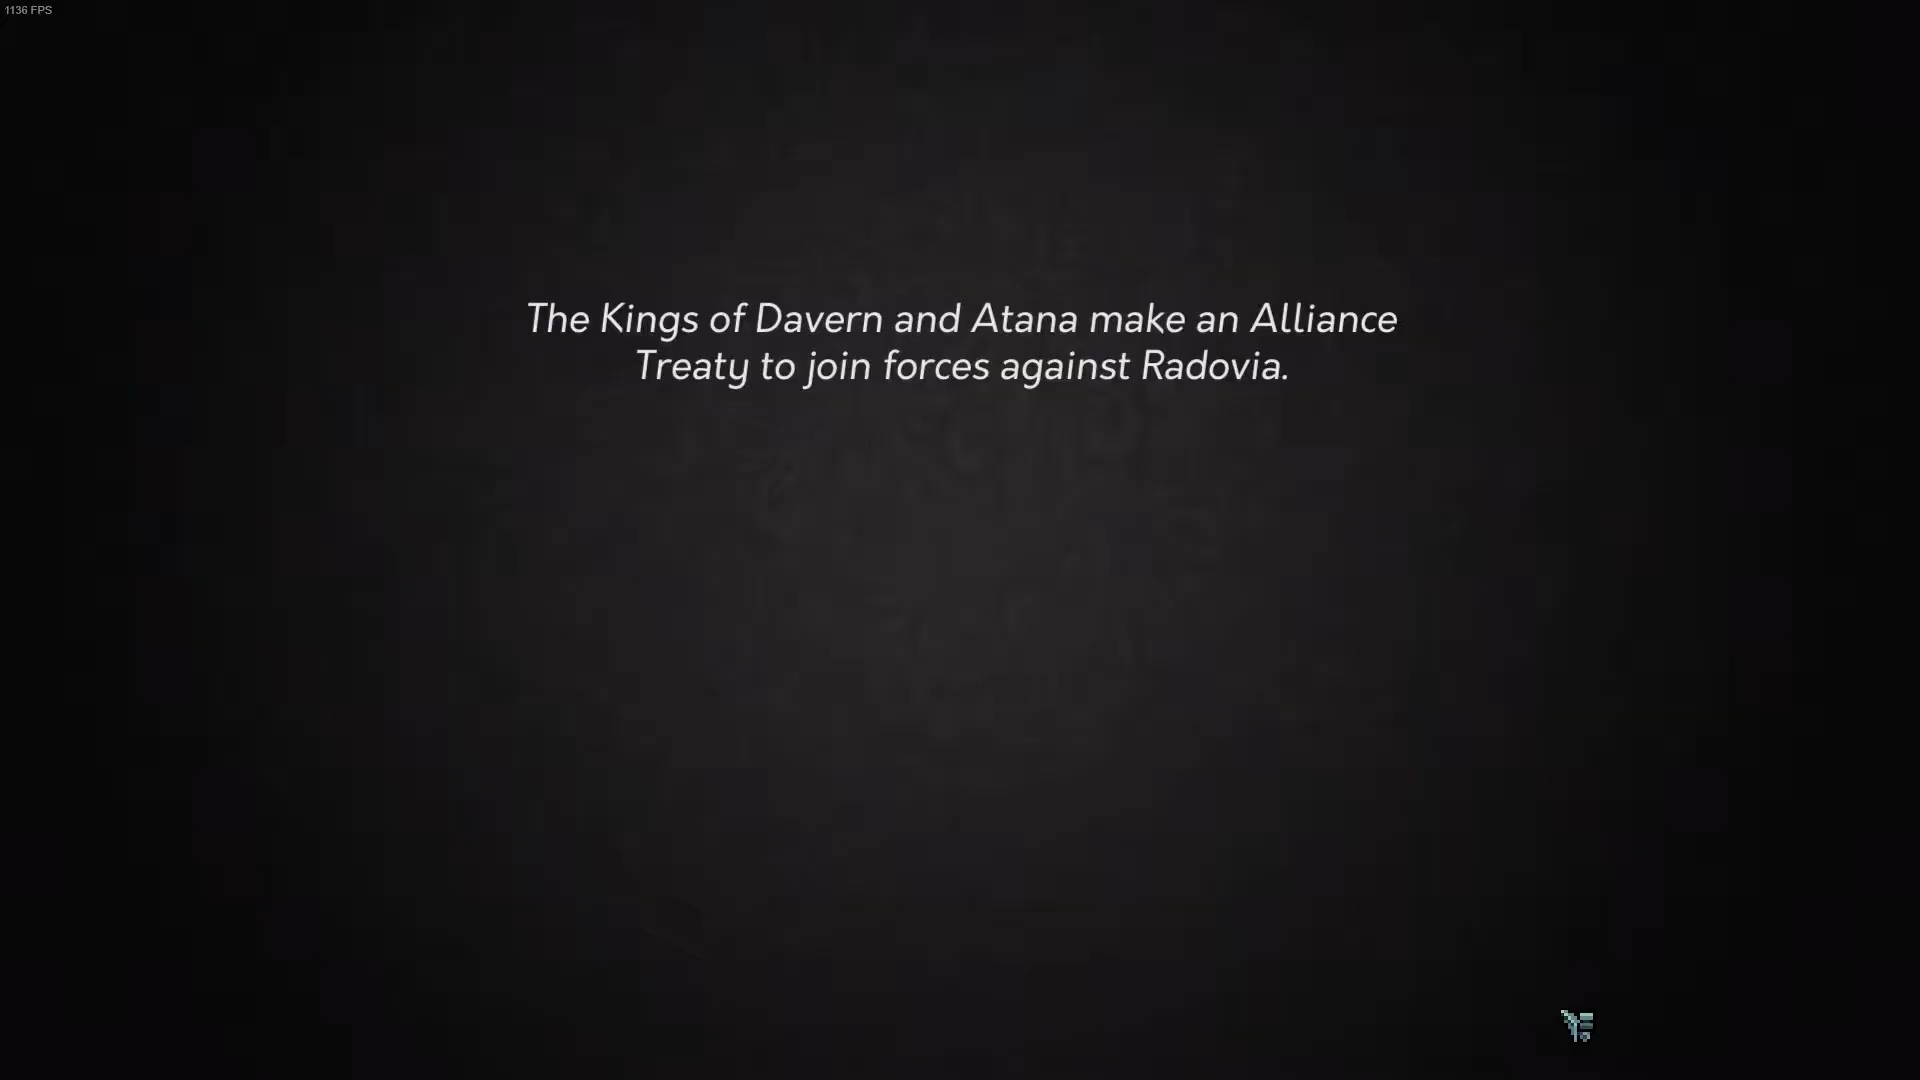 1136 FPS
The Kings of Davern and Atana make an Alliance
Treaty to join forces against Radovia.